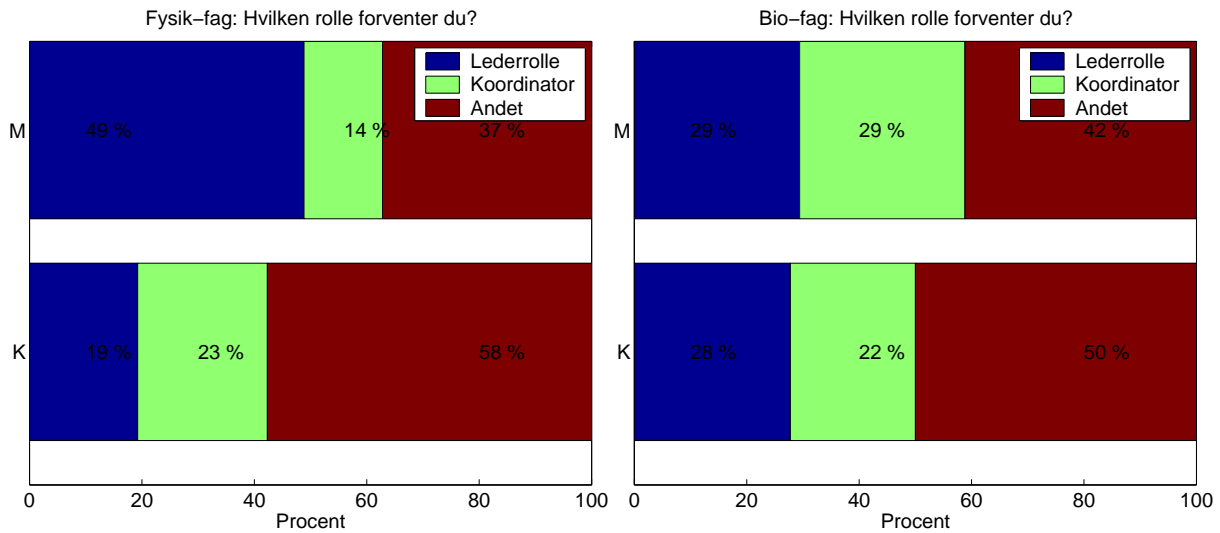 Fysik–fag: Hvilken rolle forventer du?
Lederrolle
Koordinator
Andet
M
49 %
14 %
37 %
K
19 %
23 %
58 %
0
20
40
60
80
100
Procent
Bio–fag: Hvilken rolle forventer du?
Lederrolle
Koordinator
Andet
M
29 %
29 %
42 %
K
28 %
22 %
50 %
0
20
40
60
80
100
Procent